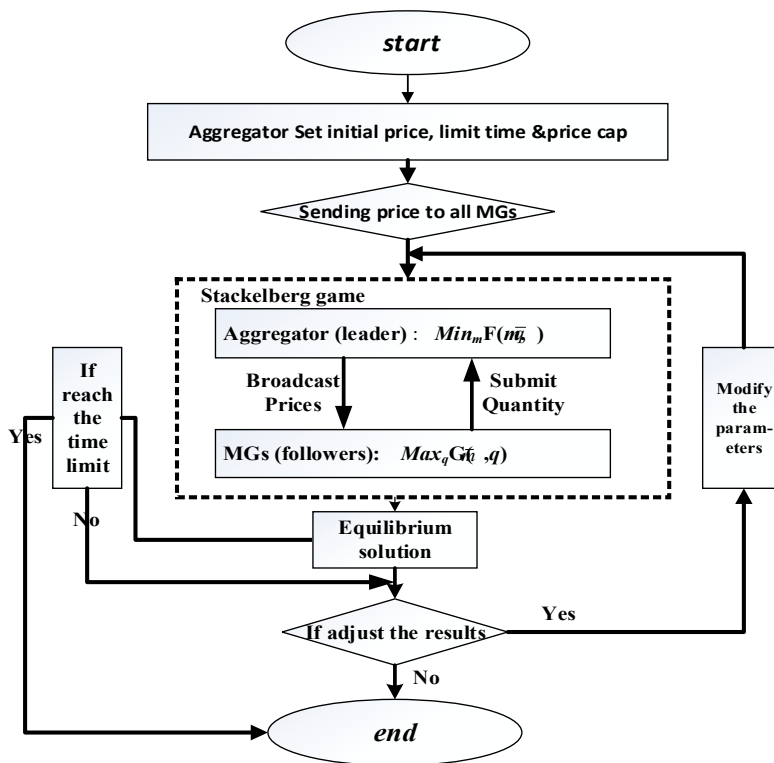 start
Aggregator Set initial price, limit time &price cap
Sending price to all MGs
Stackelberg game
Aggregator (leader) :
Broadcast
Prices
Submit
Quantity
MGs (followers):
If
reach
the
time
limit
Yes
No
Modify
the
param-
eters
Equilibrium
solution
If adjust the results
Yes
No
end